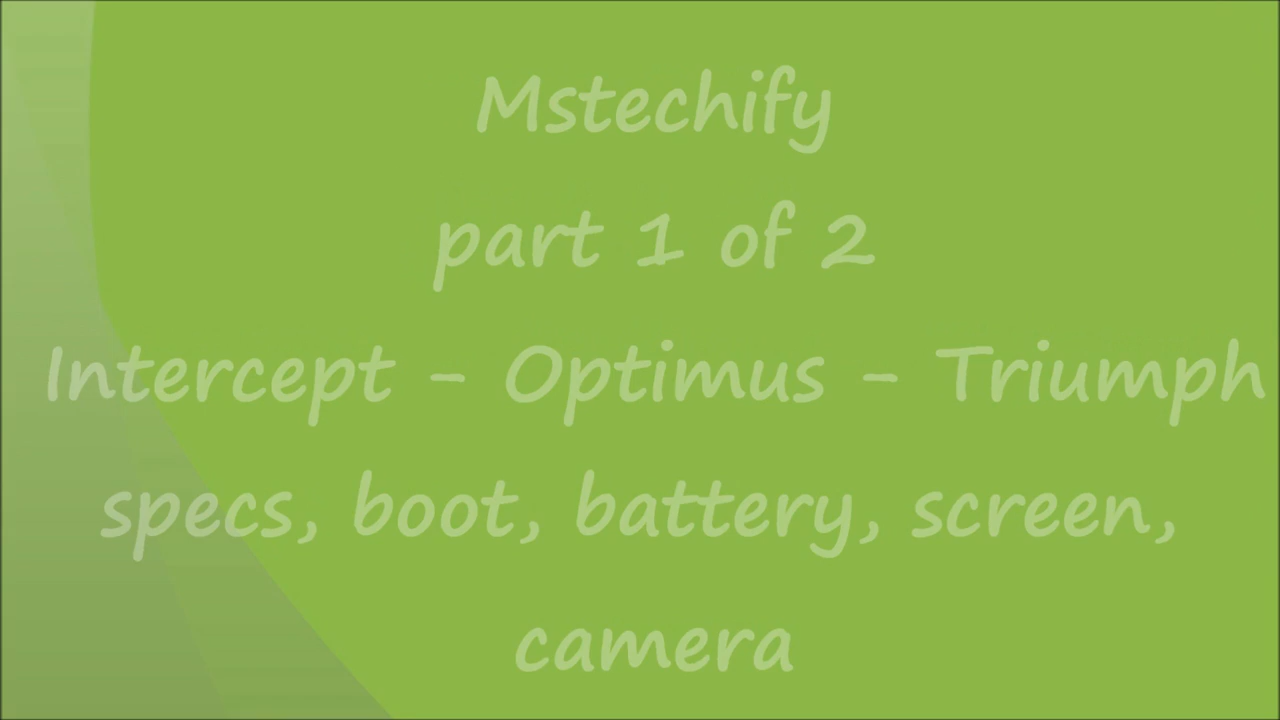 Mstechify
part 1 of 2
Intercept - Optimus - Triumph
specs, boot, battery, screen,
camera